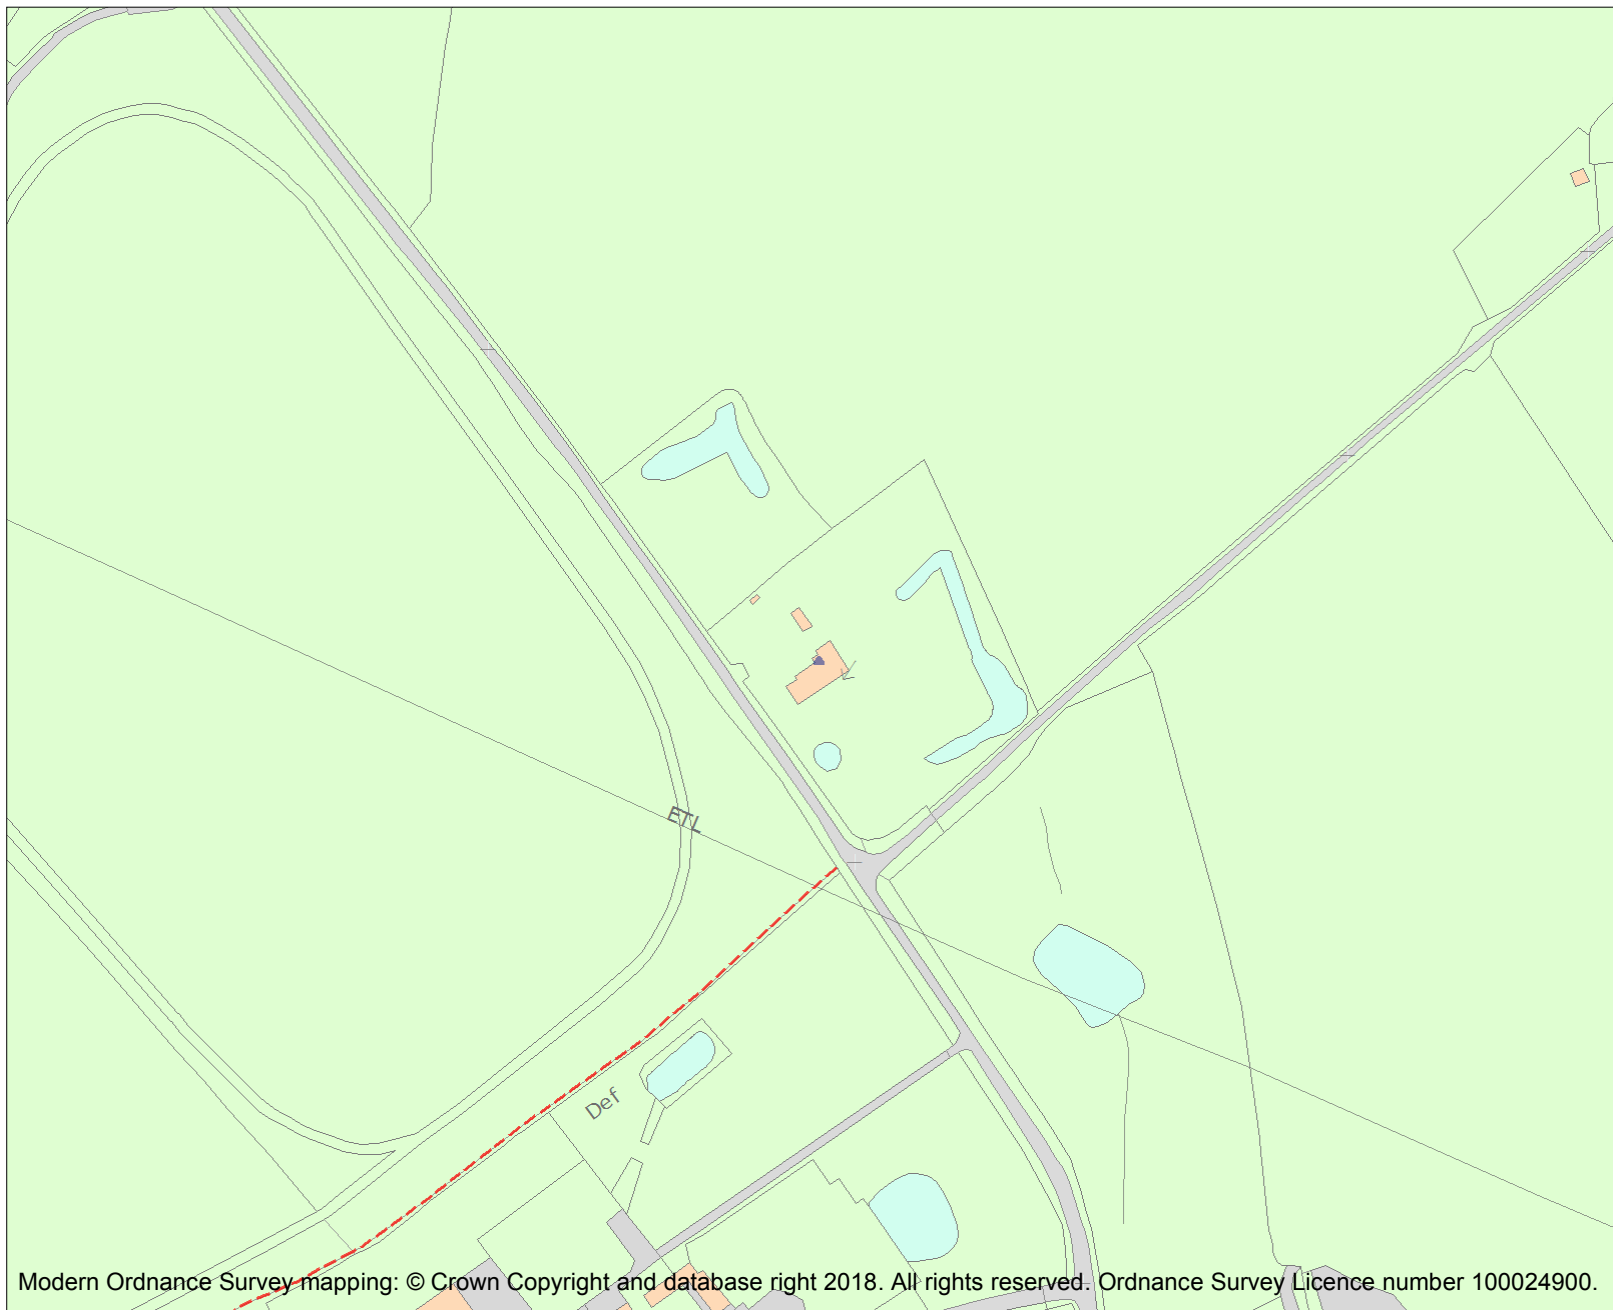 ETL
Def
Modern Ordnance Survey mapping: © Crown Copyright and database right 2018. All rights reserved. Ordnance Survey Licence number 100024900.